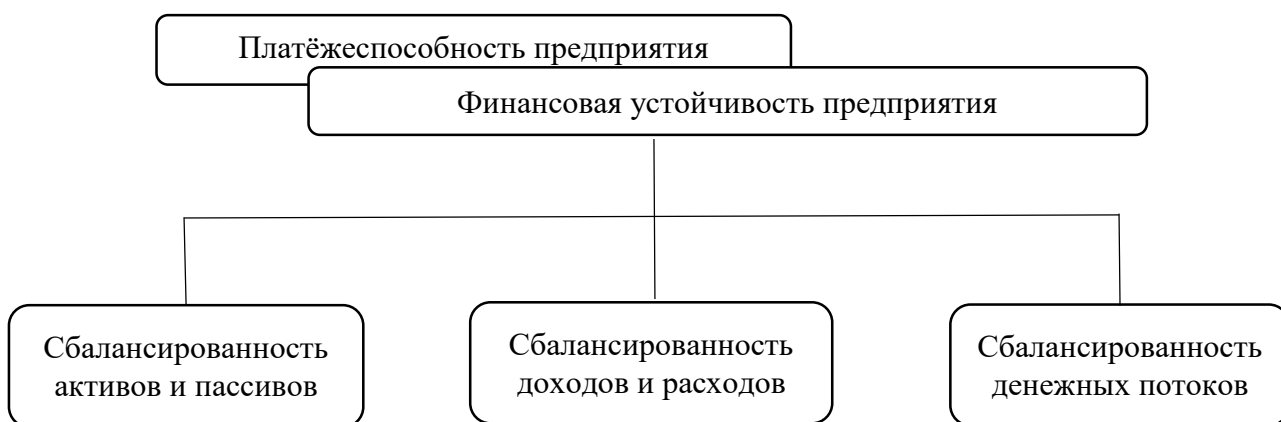 Платёжеспособность предприятия
Финансовая устойчивость предприятия
Сбалансированность
активов и пассивов
Сбалансированность
доходов и расходов
Сбалансированность
денежных потоков